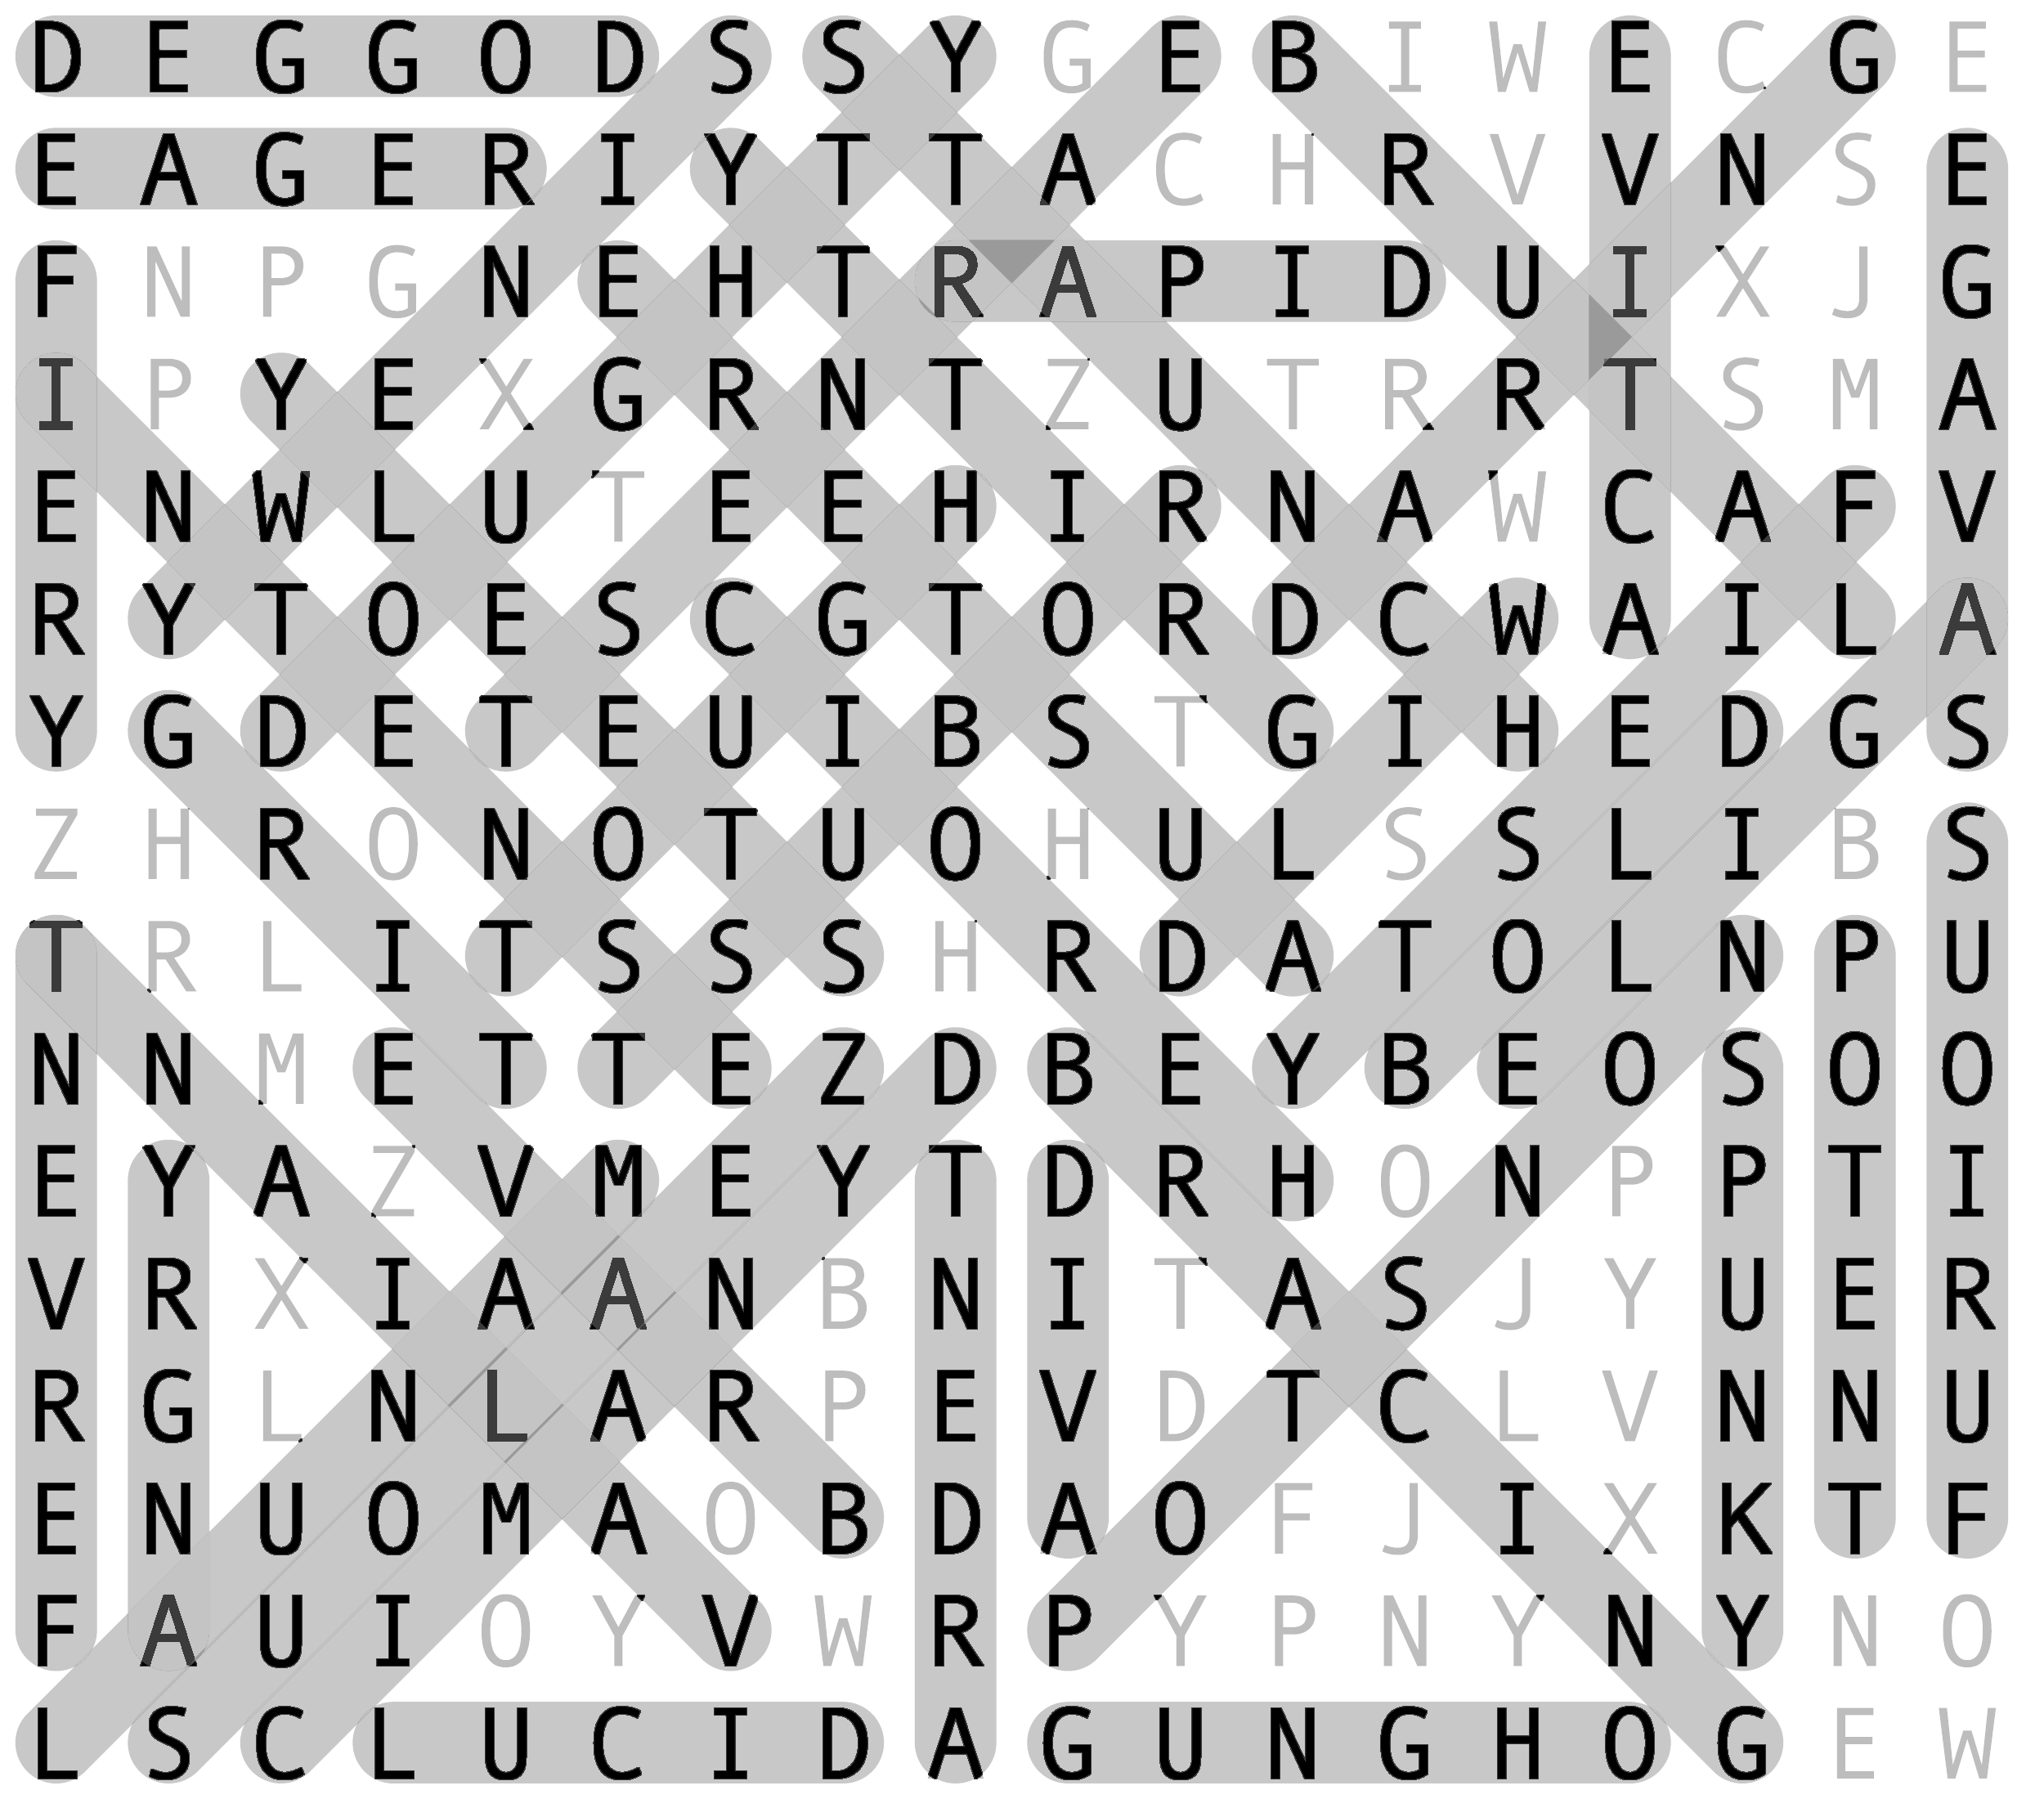 D E G G O D S S Y G E B I W E C G E
E A G E R I Y T T A C H R V V N S E
F N P G N E H T R A P I D U I X J G
I P Y E X G R N T Z U T R R T S M A
E N W L U T E E H I R N A W C A F V
R Y T O E S C G T O R D C W A I L A
Y G D E T E U I B S T G I H E D G S
Z H R O N O T U O H U L S S L I B S
T R L I T S S S H R D A T O L N P U
N N M E T T E Z D B E Y B E O S O O
E Y A Z V M E Y T D R H O N P P T I
V R X I A A N B N I T A S J Y U E R
R G L N L A R P E V D T C L V N N U
E N U O M A O B D A O F J I X K T F
F A U I O Y V W R P Y P N Y N Y N O
L S C L U C I D A G U N G H O G E W